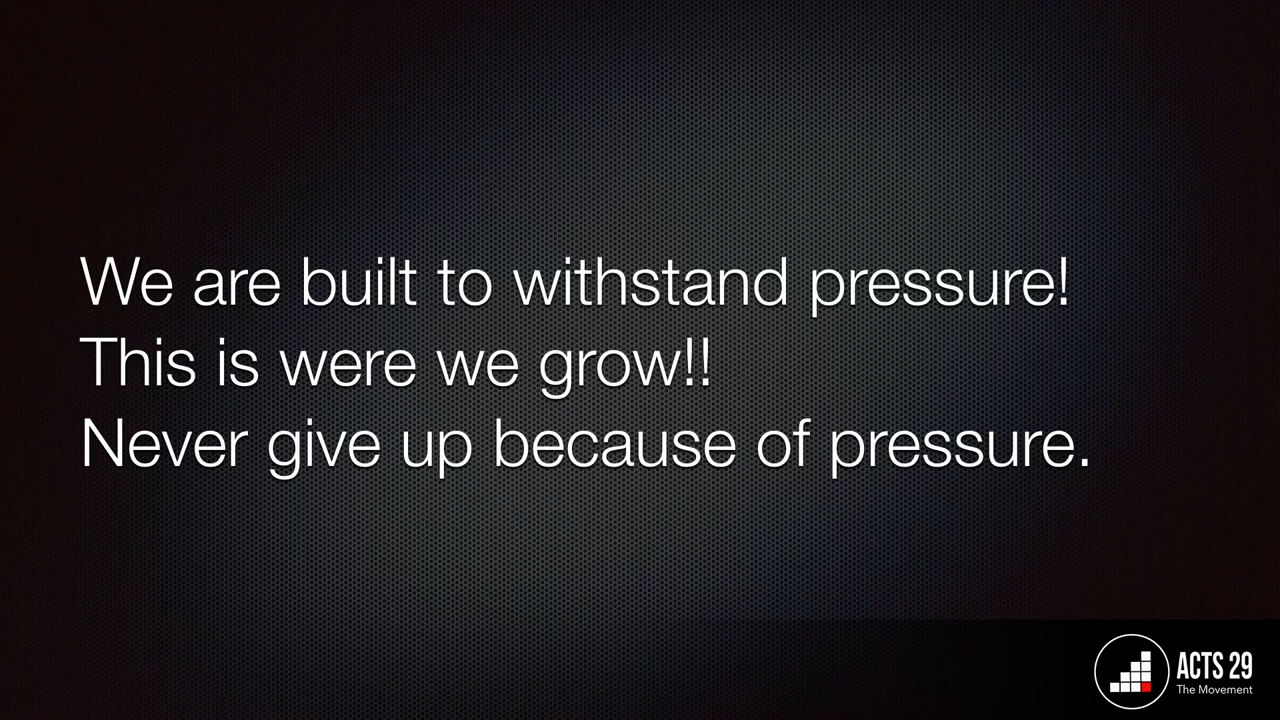 We are built to withstand pressure!
This is were we grow!!
Never give up because of pressure.
ACTS 29
The Movement